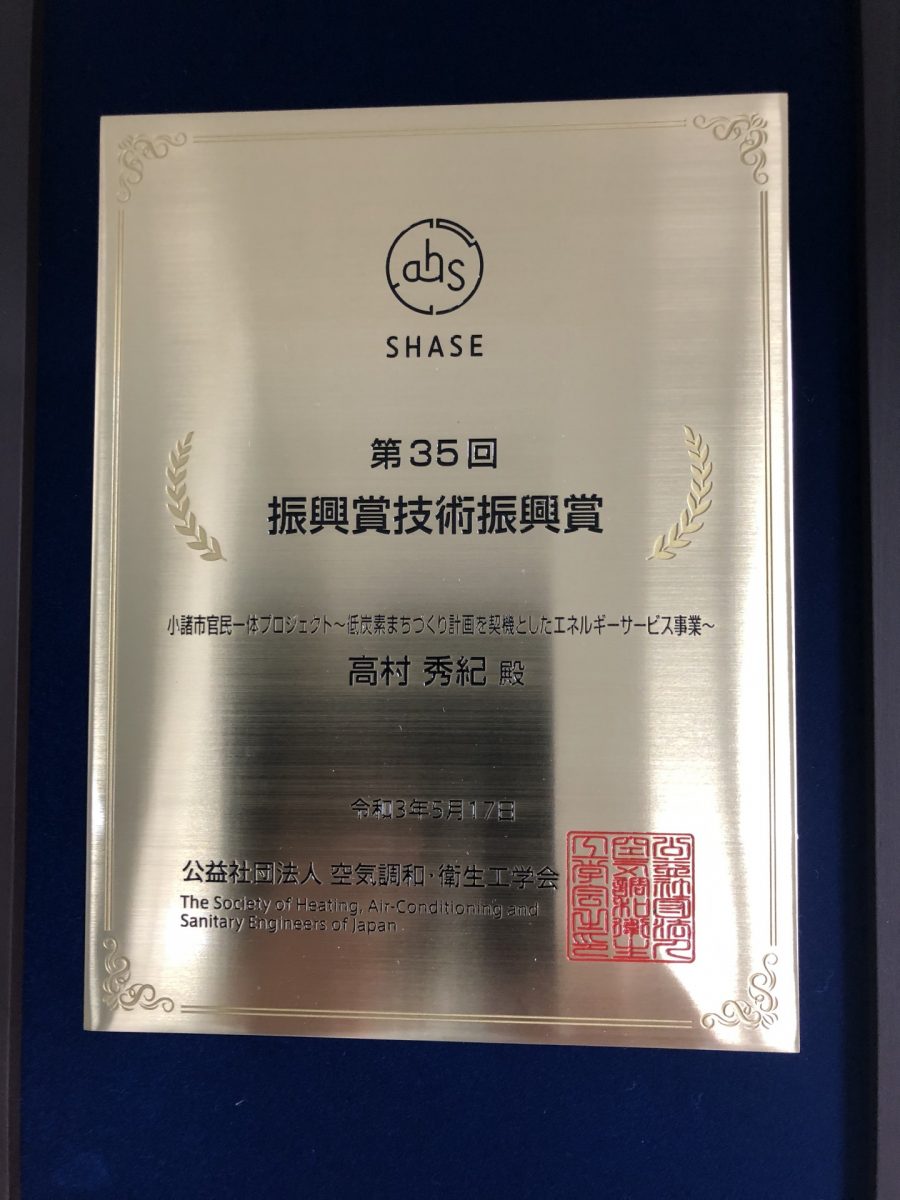 ahs
SHASE
第35回
振興賞技術振興賞
小諸市官民一体プロジェクト～低炭素まちづくり計画を契機としたエネルギーサービス事業～
高村 秀紀 殿
令和3年5月17日
公益社団法人 空気調和・衛生工学会
The Society of Heating, Air-Conditioning and
Sanitary Engineers of Japan